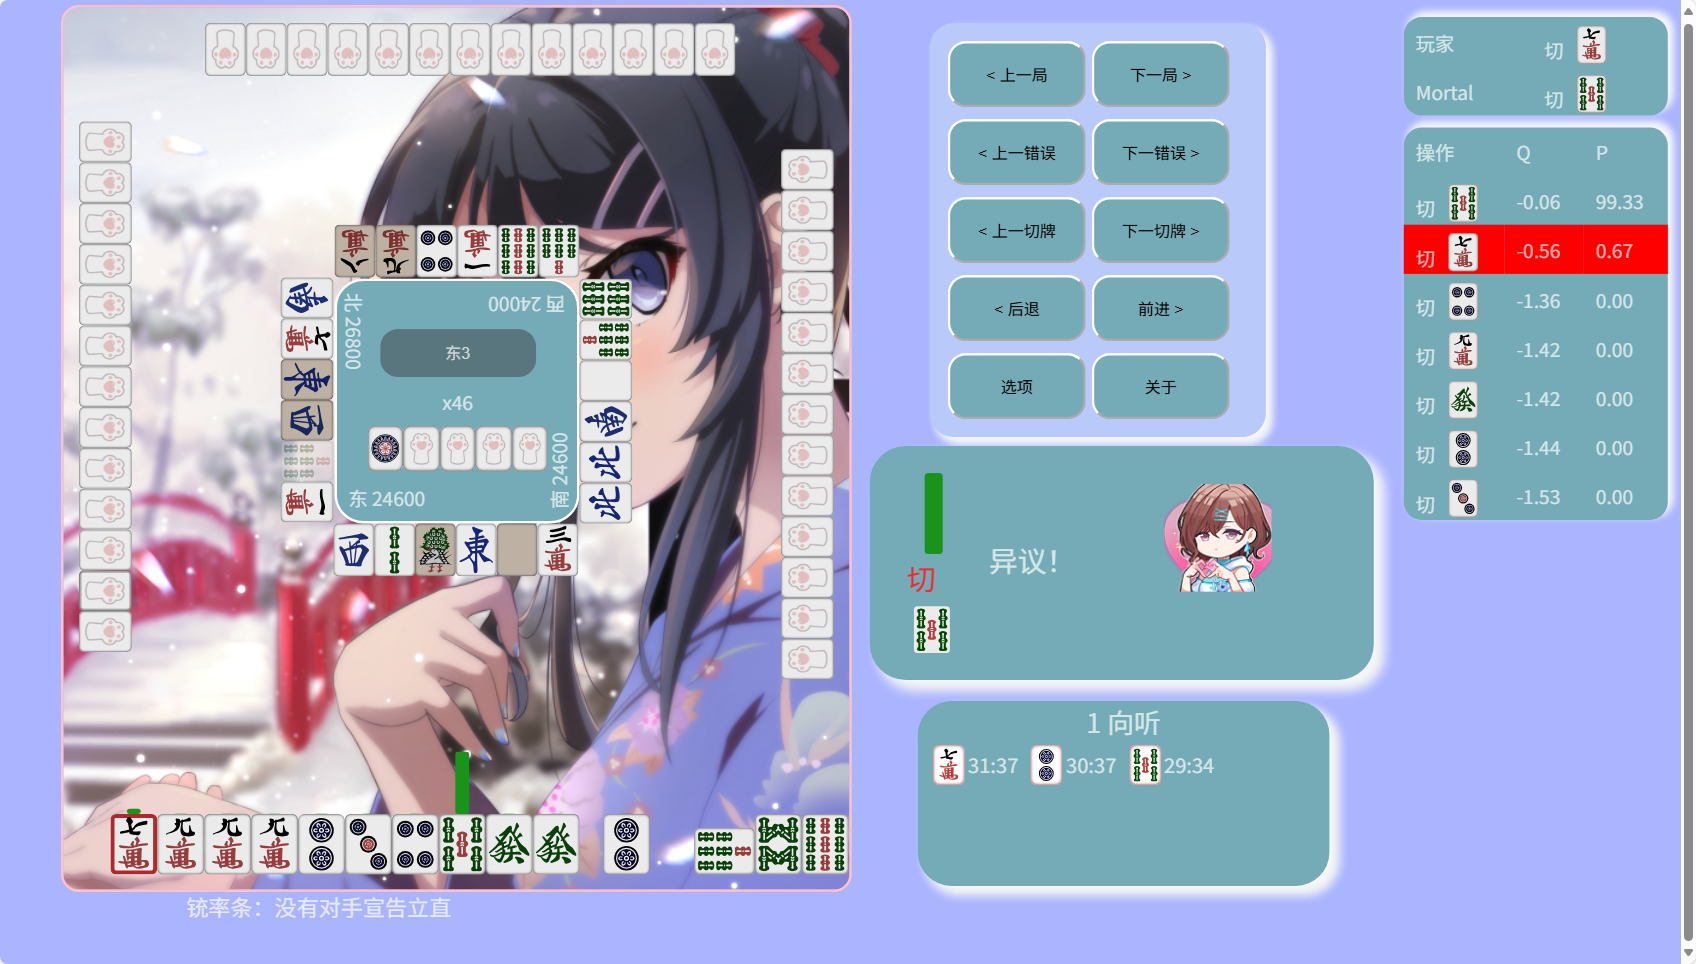 北 26800
西 24000
东3
x46
东 24600
南 24600
铳率条：没有对手宣告立直
< 上一局
下一局 >
< 上一错误
下一错误 >
< 上一切牌
下一切牌 >
< 后退
前进 >
选项
关于
切
异议！
1 向听
31:37
30:37
29:34
玩家 切
Mortal 切
操作 Q P
切 -0.06 99.33
切 -0.56 0.67
切 -1.36 0.00
切 -1.42 0.00
切 -1.42 0.00
切 -1.44 0.00
切 -1.53 0.00